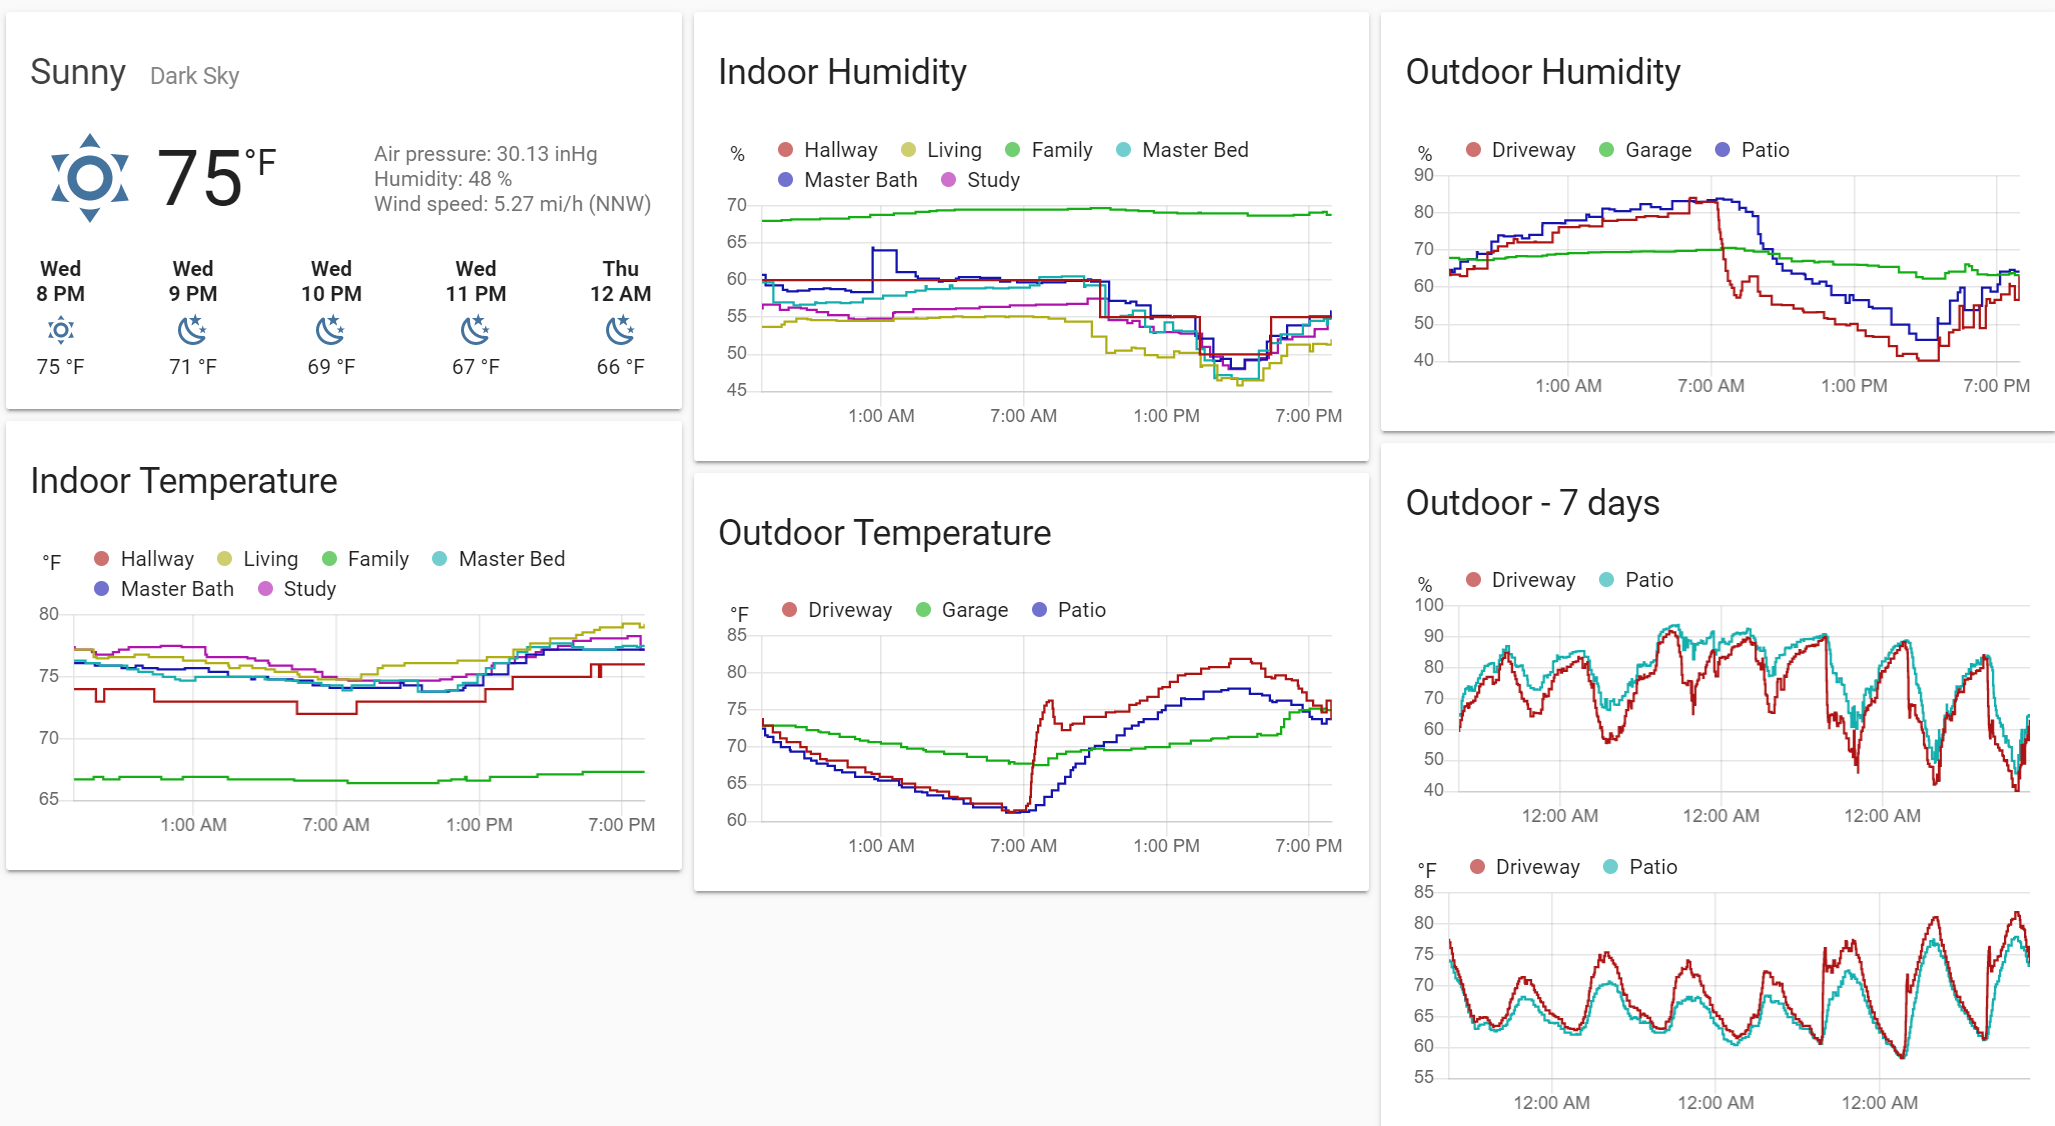 Sunny Dark Sky
75 °F
Air pressure: 30.13 inHg
Humidity: 48 %
Wind speed: 5.27 mi/h (NNW)
Wed Wed Wed Wed Thu
8 PM 9 PM 10 PM 11 PM 12 AM
75 °F 71 °F 69 °F 67 °F 66 °F
Indoor Temperature
°F Hallway Living Family Master Bed
Master Bath Study
80
75
70
65
1:00 AM 7:00 AM 1:00 PM 7:00 PM
Indoor Humidity
% Hallway Living Family Master Bed
Master Bath Study
70
65
60
55
50
45
1:00 AM 7:00 AM 1:00 PM 7:00 PM
Outdoor Temperature
°F Driveway Garage Patio
85
80
75
70
65
60
1:00 AM 7:00 AM 1:00 PM 7:00 PM
Outdoor Humidity
% Driveway Garage Patio
90
80
70
60
50
40
1:00 AM 7:00 AM 1:00 PM 7:00 PM
Outdoor - 7 days
% Driveway Patio
100
90
80
70
60
50
40
12:00 AM 12:00 AM 12:00 AM
°F Driveway Patio
85
80
75
70
65
60
55
12:00 AM 12:00 AM 12:00 AM